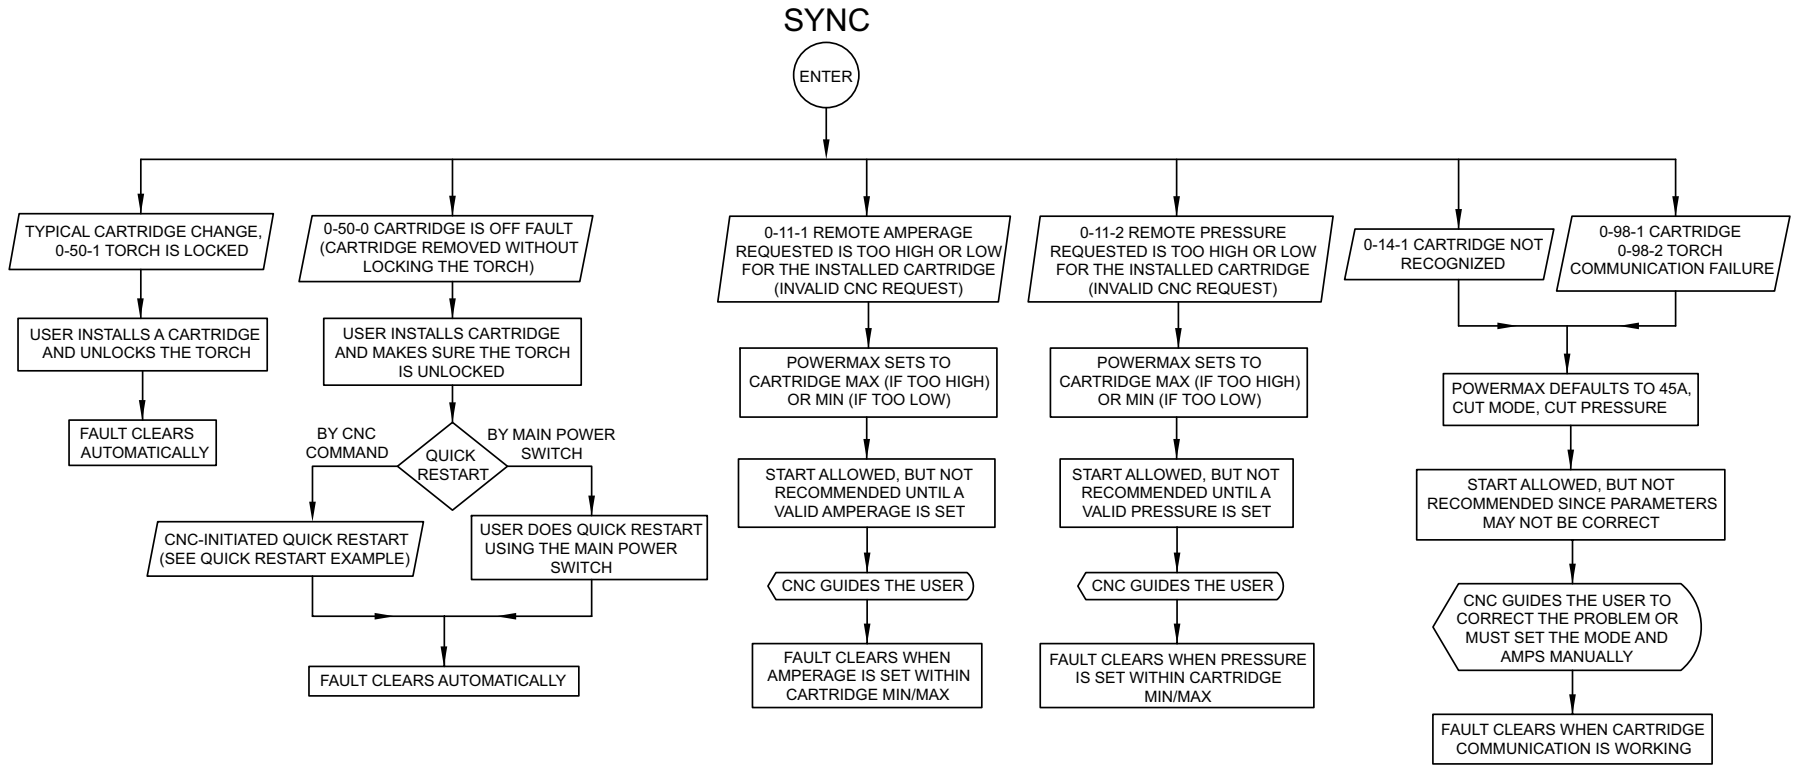 SYNC
ENTER
TYPICAL CARTRIDGE CHANGE,
0-50-1 TORCH IS LOCKED
USER INSTALLS A CARTRIDGE
AND UNLOCKS THE TORCH
FAULT CLEARS
AUTOMATICALLY
0-50-0 CARTRIDGE IS OFF FAULT
(CARTRIDGE REMOVED WITHOUT
LOCKING THE TORCH)
USER INSTALLS CARTRIDGE
AND MAKES SURE THE TORCH
IS UNLOCKED
BY CNC
COMMAND
QUICK
RESTART
BY MAIN POWER
SWITCH
CNC-INITIATED QUICK RESTART
(SEE QUICK RESTART EXAMPLE)
USER DOES QUICK RESTART
USING THE MAIN POWER
SWITCH
FAULT CLEARS AUTOMATICALLY
0-11-1 REMOTE AMPERAGE
REQUESTED IS TOO HIGH OR LOW
FOR THE INSTALLED CARTRIDGE
(INVALID CNC REQUEST)
POWERMAX SETS TO
CARTRIDGE MAX (IF TOO HIGH)
OR MIN (IF TOO LOW)
START ALLOWED, BUT NOT
RECOMMENDED UNTIL A
VALID AMPERAGE IS SET
CNC GUIDES THE USER
FAULT CLEARS WHEN
AMPERAGE IS SET WITHIN
CARTRIDGE MIN/MAX
0-11-2 REMOTE PRESSURE
REQUESTED IS TOO HIGH OR LOW
FOR THE INSTALLED CARTRIDGE
(INVALID CNC REQUEST)
POWERMAX SETS TO
CARTRIDGE MAX (IF TOO HIGH)
OR MIN (IF TOO LOW)
START ALLOWED, BUT NOT
RECOMMENDED UNTIL A
VALID PRESSURE IS SET
CNC GUIDES THE USER
FAULT CLEARS WHEN PRESSURE
IS SET WITHIN CARTRIDGE
MIN/MAX
0-14-1 CARTRIDGE NOT
RECOGNIZED
0-98-1 CARTRIDGE
0-98-2 TORCH
COMMUNICATION FAILURE
POWERMAX DEFAULTS TO 45A,
CUT MODE, CUT PRESSURE
START ALLOWED, BUT NOT
RECOMMENDED SINCE PARAMETERS
MAY NOT BE CORRECT
CNC GUIDES THE USER TO
CORRECT THE PROBLEM OR
MUST SET THE MODE AND
AMPS MANUALLY
FAULT CLEARS WHEN CARTRIDGE
COMMUNICATION IS WORKING